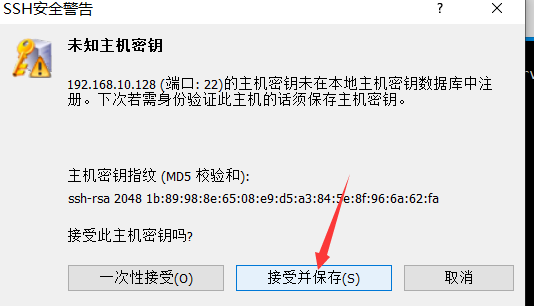 SSH安全警告
未知主机密钥
192.168.10.128 (端口: 22)的主机密钥未在本地主机密钥数据库中注
册。下次若需身份验证此主机的话须保存主机密钥。
主机密钥指纹 (MD5 校验和):
ssh-rsa 2048 1b:89:98:8e:65:08:e9:d5:a3:84:5e:8f:96:6a:62:fa
接受此主机密钥吗?
一次性接受(O) 接受并保存(S) 取消